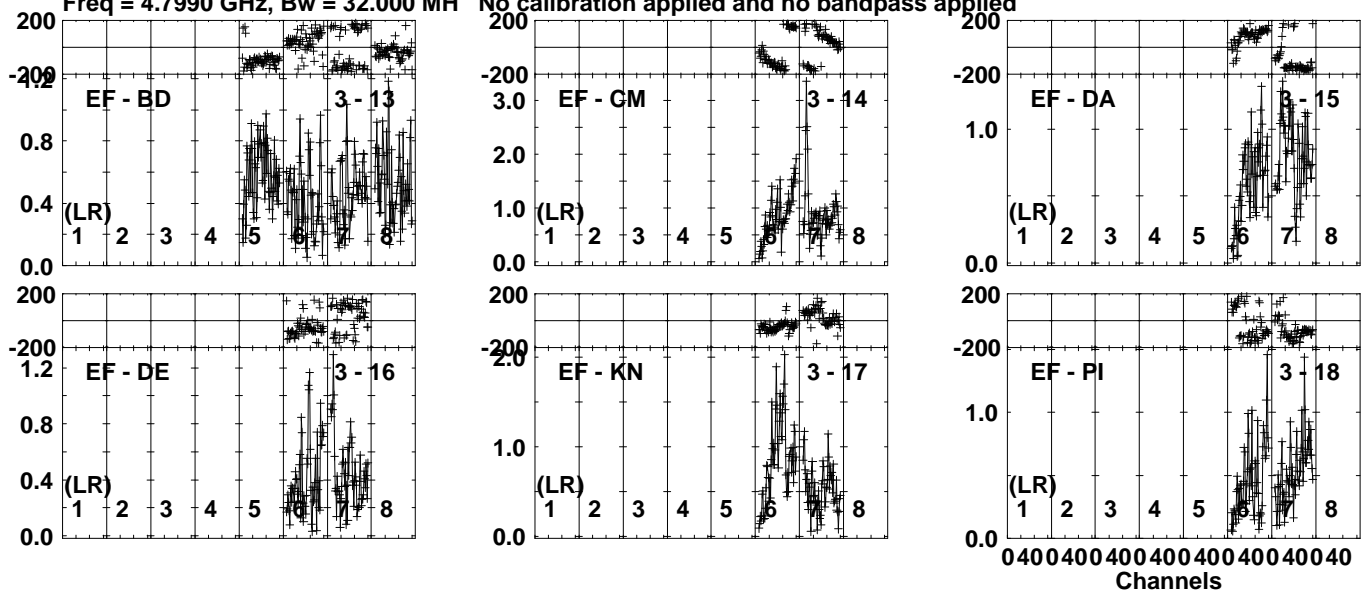 Freq = 4.7990 GHz, Bw = 32.000 MH No calibration applied and no bandpass applied
200
-200
1.2
0.8
0.4
0.0
EF - BD 3 - 13
(LR)
1 2 3 4 5 6 7 8
200
-200
3.0
2.0
1.0
0.0
EF - CM 3 - 14
(LR)
1 2 3 4 5 6 7 8
200
-200
1.0
0.0
EF - DA 3 - 15
(LR)
1 2 3 4 5 6 7 8
200
-200
1.2
0.8
0.4
0.0
EF - DE 3 - 16
(LR)
1 2 3 4 5 6 7 8
200
-200
2.0
1.0
0.0
EF - KN 3 - 17
(LR)
1 2 3 4 5 6 7 8
200
-200
1.0
0.0
EF - PI 3 - 18
(LR)
1 2 3 4 5 6 7 8
0 40 0 40 0 40 0 40 0 40 0 40 0 40 0 40
Channels